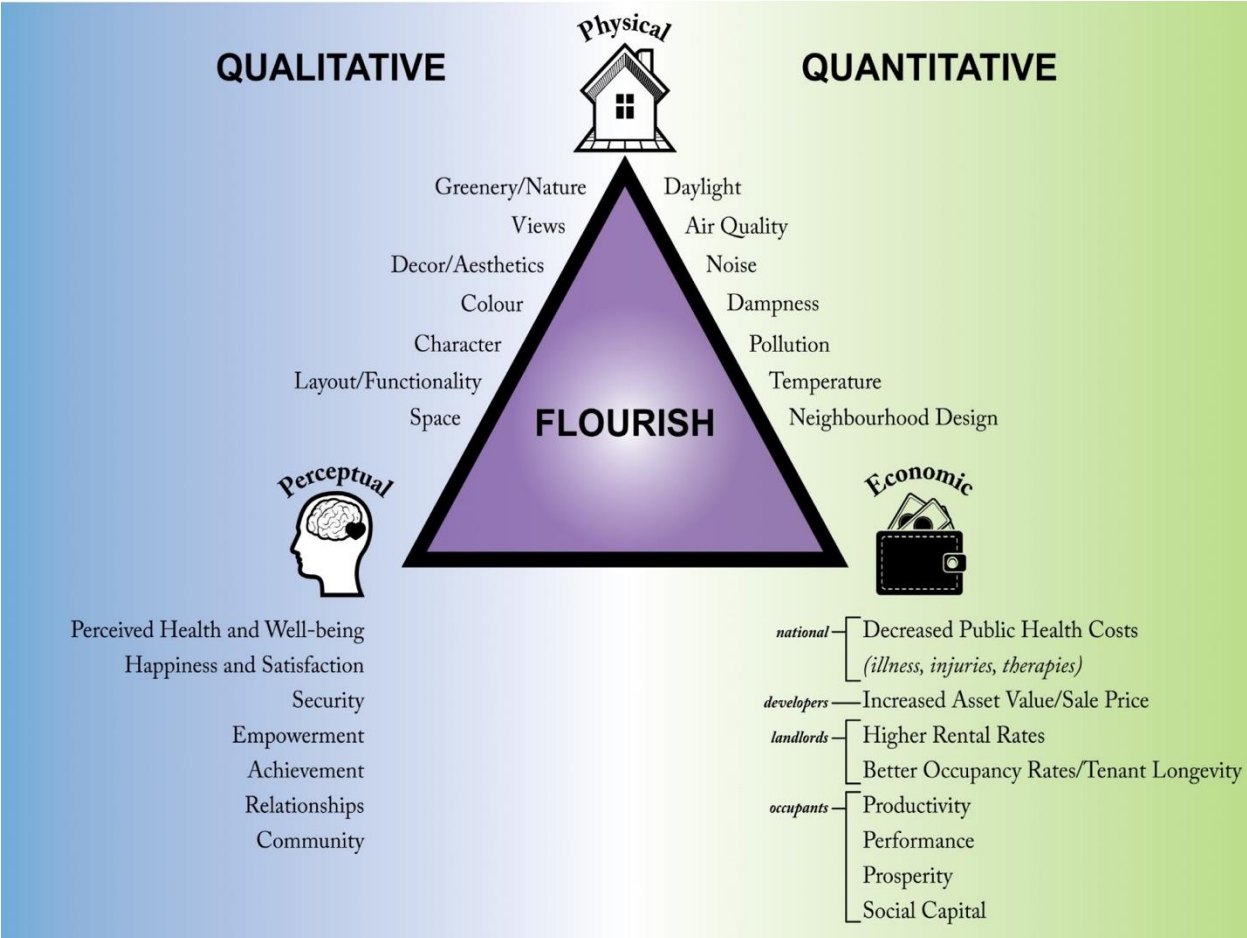 Physical
QUALITATIVE
QUANTITATIVE
Greenery/Nature
Views
Decor/Aesthetics
Colour
Character
Layout/Functionality
Space
Daylight
Air Quality
Noise
Dampness
Pollution
Temperature
Neighbourhood Design
FLOURISH
Perceptual
Perceived Health and Well-being
Happiness and Satisfaction
Security
Empowerment
Achievement
Relationships
Community
Economic
national
Decreased Public Health Costs
(illness, injuries, therapies)
developers
Increased Asset Value/Sale Price
landlords
Higher Rental Rates
Better Occupancy Rates/Tenant Longevity
occupants
Productivity
Performance
Prosperity
Social Capital